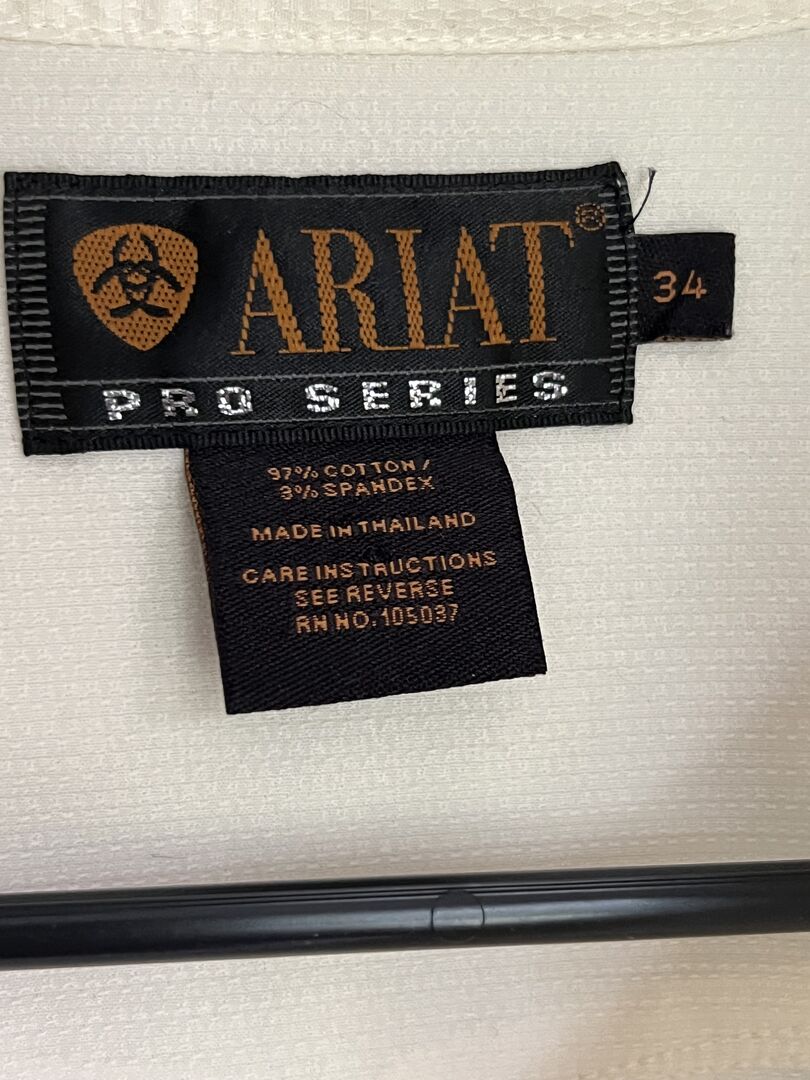 ARIAT®
34
PRO SERIES
97% COTTON /
3% SPANDEX
MADE IN THAILAND
CARE INSTRUCTIONS
SEE REVERSE
RN NO. 105037